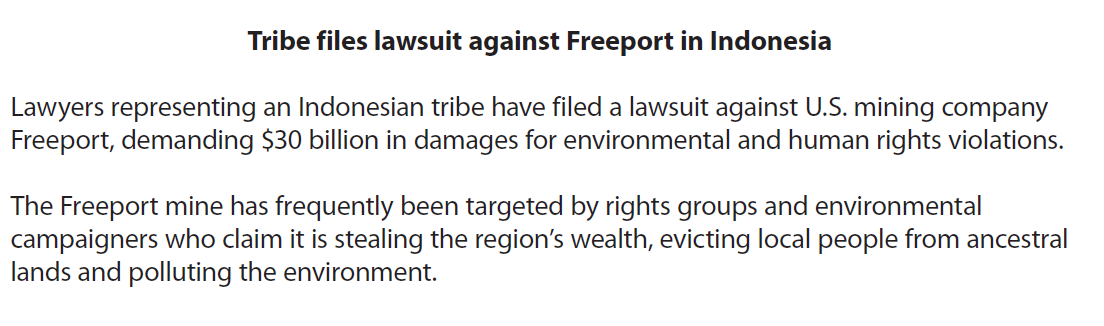 Tribe files lawsuit against Freeport in Indonesia
Lawyers representing an Indonesian tribe have filed a lawsuit against U.S. mining company
Freeport, demanding $30 billion in damages for environmental and human rights violations.
The Freeport mine has frequently been targeted by rights groups and environmental
campaigners who claim it is stealing the region’s wealth, evicting local people from ancestral
lands and polluting the environment.